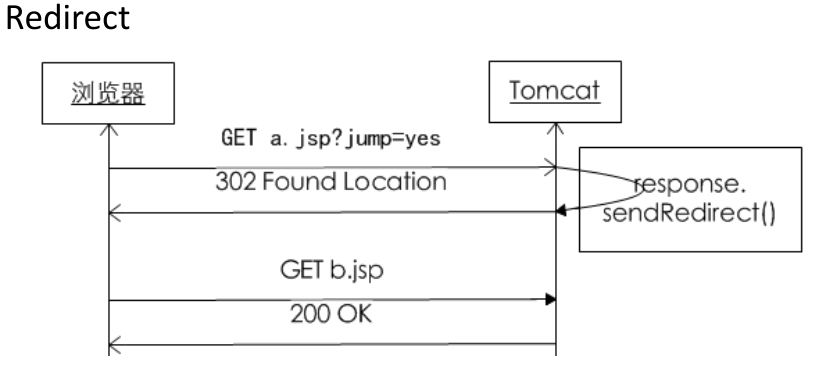 Redirect
浏览器
Tomcat
GET a.jsp?jump=yes
302 Found Location
response.
sendRedirect()
GET b.jsp
200 OK